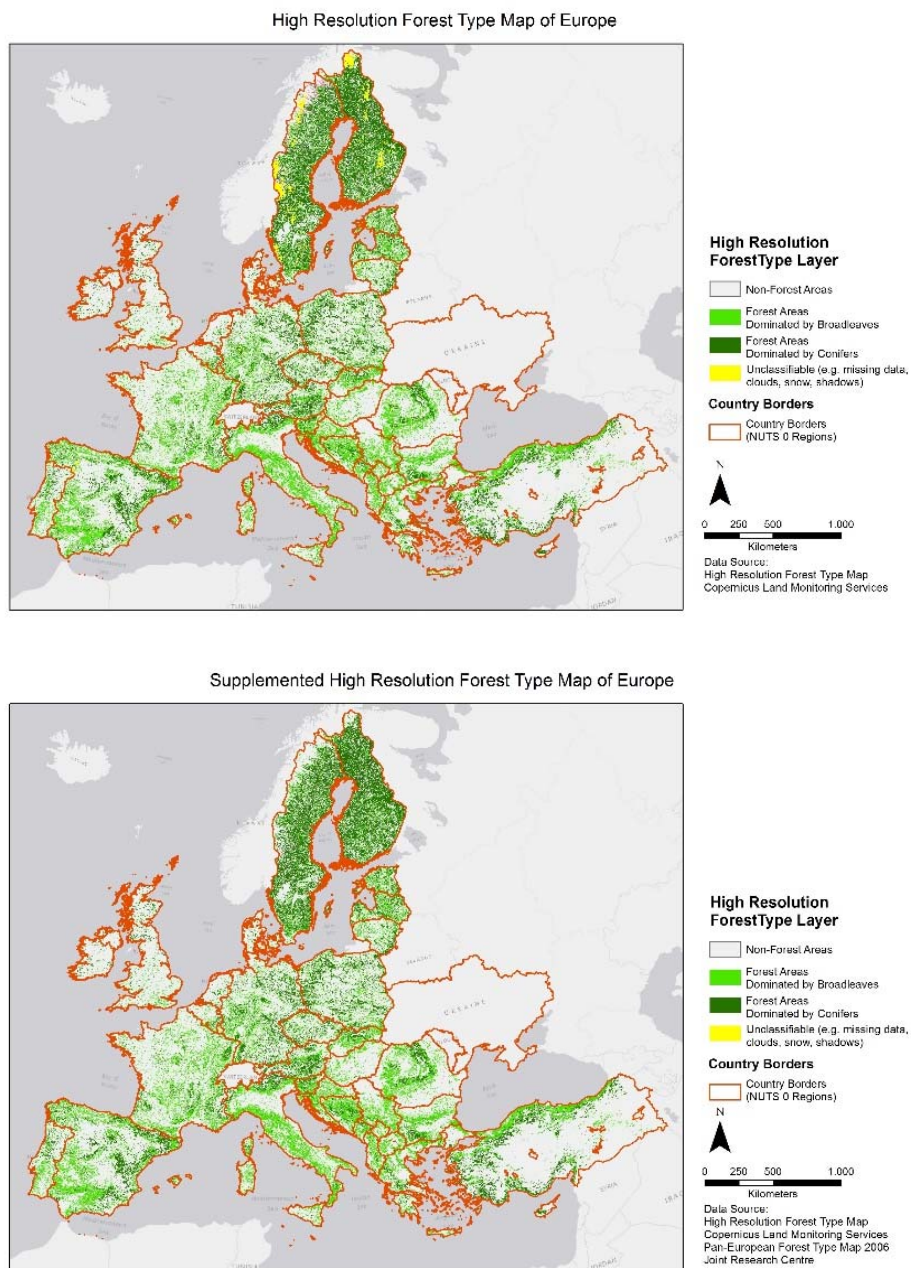 High Resolution Forest Type Map of Europe
UKRAINE
SYRIA
TUNISIA
JORDAN
High Resolution
ForestType Layer
Non-Forest Areas
Forest Areas
Dominated by Broadleaves
Forest Areas
Dominated by Conifers
Unclassifiable (e.g. missing data,
clouds, snow, shadows)
Country Borders
Country Borders
(NUTS 0 Regions)
N
0 250 500 1.000
Kilometers
Data Source:
High Resolution Forest Type Map
Copernicus Land Monitoring Services
Supplemented High Resolution Forest Type Map of Europe
UKRAINE
SYRIA
High Resolution
ForestType Layer
Non-Forest Areas
Forest Areas
Dominated by Broadleaves
Forest Areas
Dominated by Conifers
Unclassifiable (e.g. missing data,
clouds, snow, shadows)
Country Borders
Country Borders
(NUTS 0 Regions)
N
0 250 500 1.000
Kilometers
Data Source:
High Resolution Forest Type Map
Copernicus Land Monitoring Services
Pan-European Forest Type Map 2006
Joint Research Centre